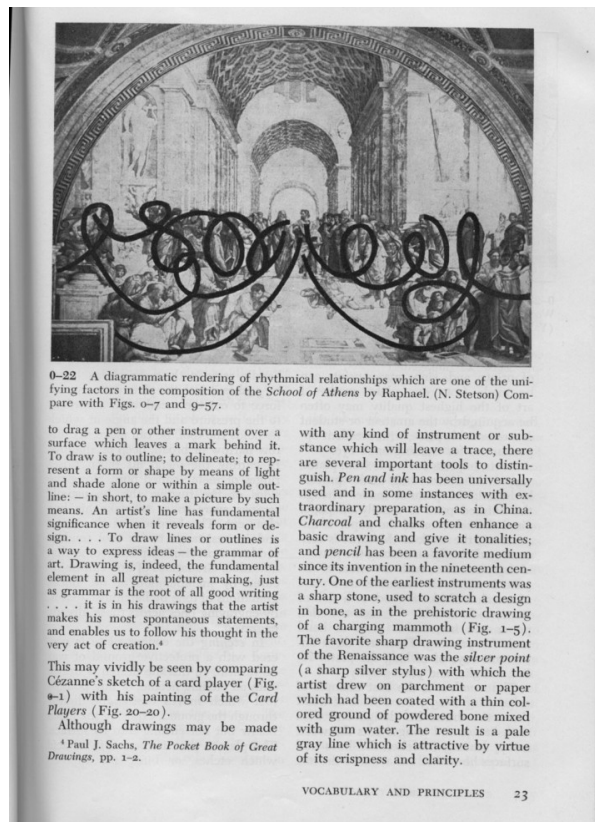 0–22 A diagrammatic rendering of rhythmical relationships which are one of the uni-
fying factors in the composition of the School of Athens by Raphael. (N. Stetson) Com-
pare with Figs. 0–7 and 9–57.
to drag a pen or other instrument over a
surface which leaves a mark behind it.
To draw is to outline; to delineate; to rep-
resent a form or shape by means of light
and shade alone or within a simple out-
line: — in short, to make a picture by such
means. An artist's line has fundamental
significance when it reveals form or de-
sign. . . . To draw lines or outlines is
a way to express ideas — the grammar of
art. Drawing is, indeed, the fundamental
element in all great picture making, just
as grammar is the root of all good writing
. . . . it is in his drawings that the artist
makes his most spontaneous statements,
and enables us to follow his thought in the
very act of creation.⁴
This may vividly be seen by comparing
Cézanne's sketch of a card player (Fig.
0–1) with his painting of the Card
Players (Fig. 20–20).
Although drawings may be made
⁴ Paul J. Sachs, The Pocket Book of Great
Drawings, pp. 1–2.
with any kind of instrument or sub-
stance which will leave a trace, there
are several important tools to distin-
guish. Pen and ink has been universally
used and in some instances with ex-
traordinary preparation, as in China.
Charcoal and chalks often enhance a
basic drawing and give it tonalities;
and pencil has been a favorite medium
since its invention in the nineteenth cen-
tury. One of the earliest instruments was
a sharp stone, used to scratch a design
in bone, as in the prehistoric drawing
of a charging mammoth (Fig. 1–5).
The favorite sharp drawing instrument
of the Renaissance was the silver point
(a sharp silver stylus) with which the
artist drew on parchment or paper
which had been coated with a thin col-
ored ground of powdered bone mixed
with gum water. The result is a pale
gray line which is attractive by virtue
of its crispness and clarity.
VOCABULARY AND PRINCIPLES 23